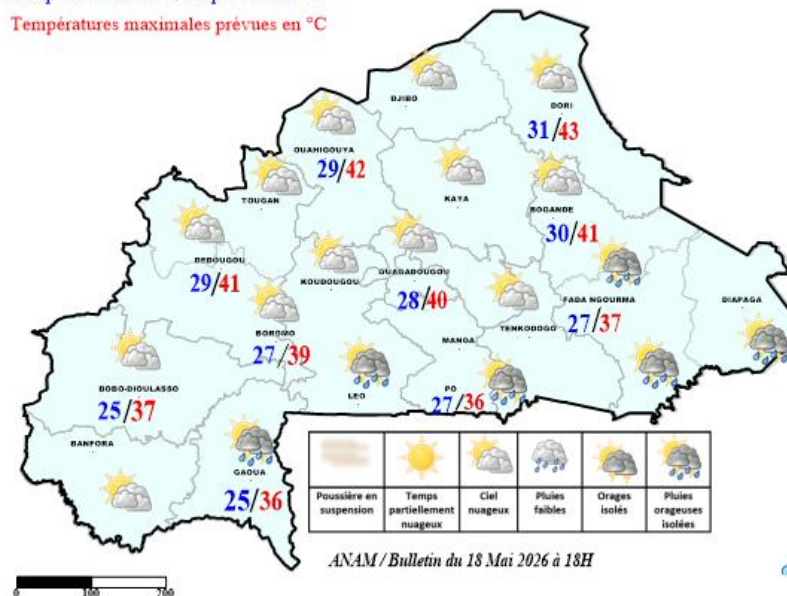 Températures maximales prévues en °C
DJIBO
DORI
31/43
OUAHIGOUYA
29/42
TOUGAN
KAYA
BOGANDE
30/41
DEDOUGOU
29/41
KOUDOUGOU
OUAGADOUGOU
28/40
FADA NGOURMA
27/37
DIAPAGA
TENKODOGO
BOROMO
27/39
MANGA
BOBO-DIOULASSO
25/37
LEO
PO
27/36
BANFORA
GAOUA
25/36
Poussière en suspension
Temps partiellement nuageux
Ciel nuageux
Pluies faibles
Orages isolés
Pluies orageuses isolées
ANAM / Bulletin du 18 Mai 2026 à 18H
0 100 200